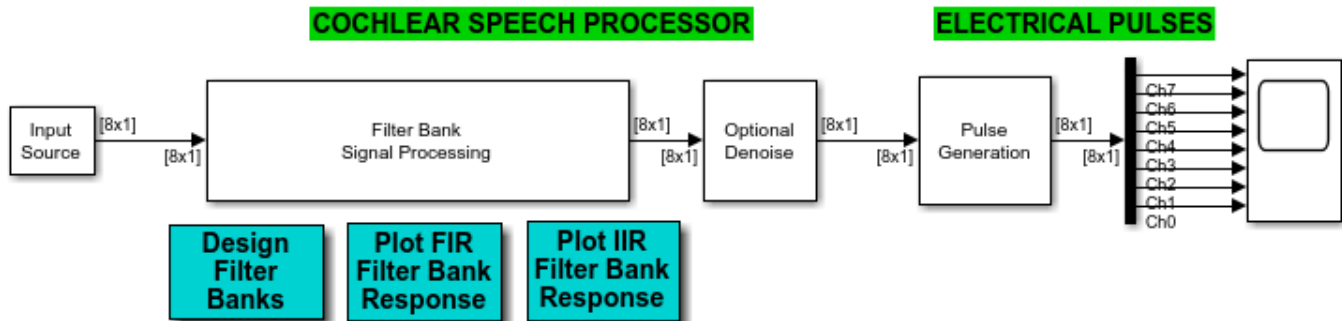 COCHLEAR SPEECH PROCESSOR
ELECTRICAL PULSES
Input
Source
[8x1]
[8x1]
Filter Bank
Signal Processing
[8x1]
[8x1]
Optional
Denoise
[8x1]
[8x1]
Pulse
Generation
[8x1]
[8x1]
Ch7
Ch6
Ch5
Ch4
Ch3
Ch2
Ch1
Ch0
Design
Filter
Banks
Plot FIR
Filter Bank
Response
Plot IIR
Filter Bank
Response